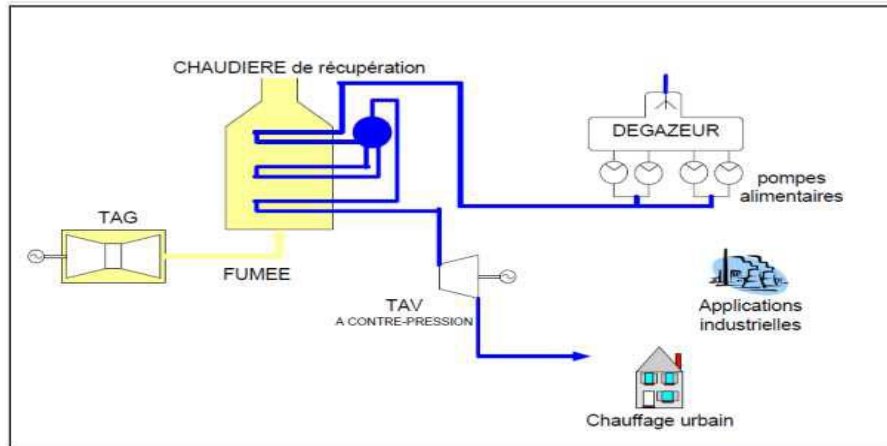 CHAUDIERE de récupération
DEGAZEUR
pompes
alimentaires
TAG
FUMEE
TAV
A CONTRE-PRESSION
Applications
industrielles
Chauffage urbain